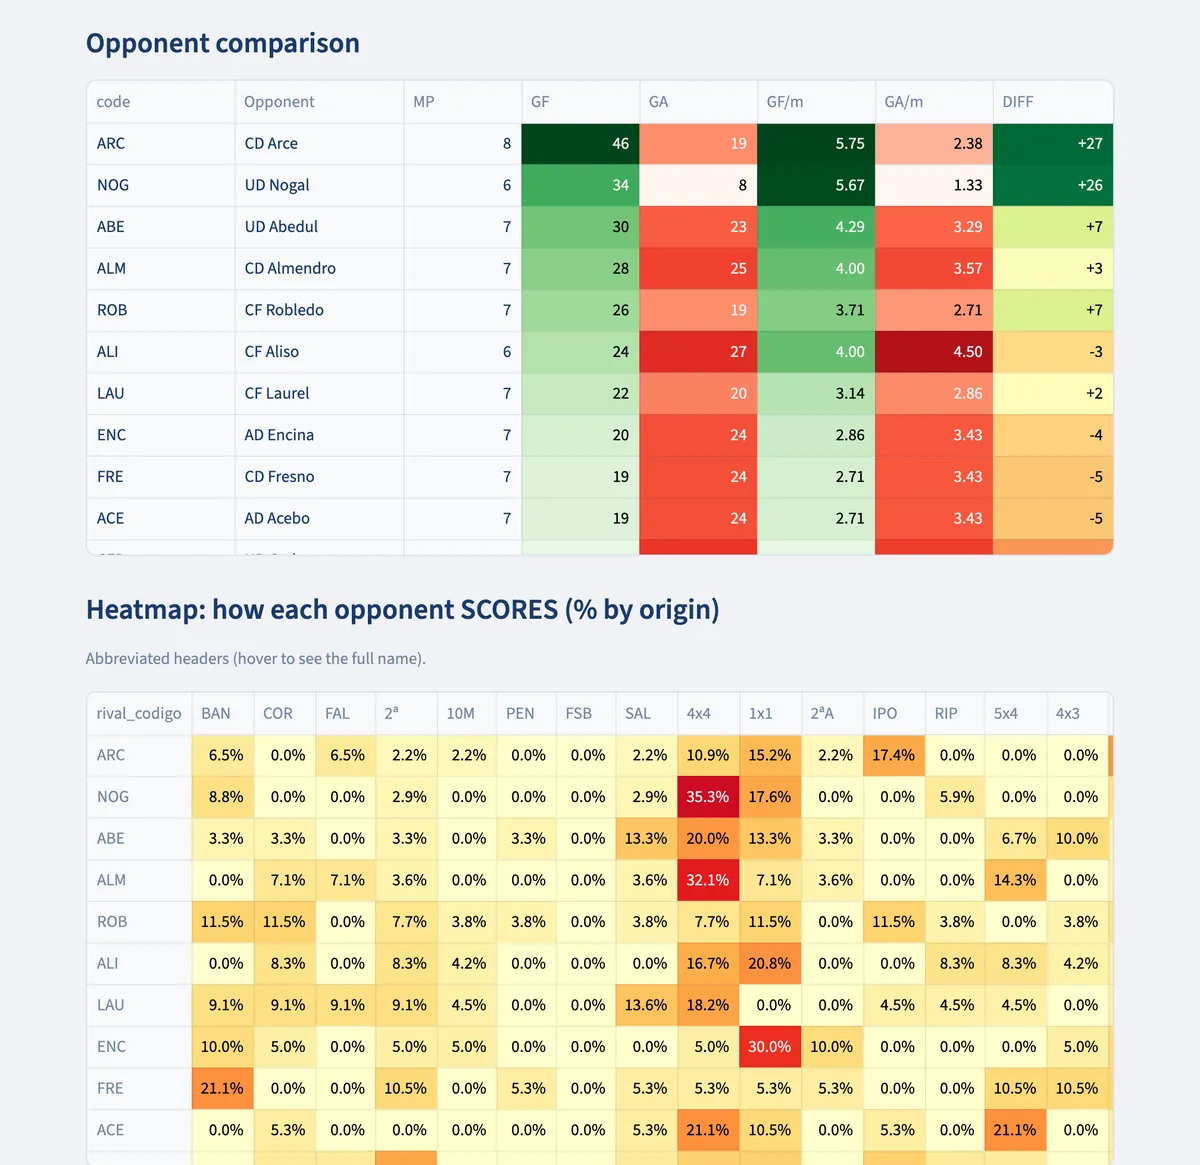 Opponent comparison
code Opponent MP GF GA GF/m GA/m DIFF
ARC CD Arce 8 46 19 5.75 2.38 +27
NOG UD Nogal 6 34 8 5.67 1.33 +26
ABE UD Abedul 7 30 23 4.29 3.29 +7
ALM CD Almendro 7 28 25 4.00 3.57 +3
ROB CF Robledo 7 26 19 3.71 2.71 +7
ALI CF Aliso 6 24 27 4.00 4.50 -3
LAU CF Laurel 7 22 20 3.14 2.86 +2
ENC AD Encina 7 20 24 2.86 3.43 -4
FRE CD Fresno 7 19 24 2.71 3.43 -5
ACE AD Acebo 7 19 24 2.71 3.43 -5
Heatmap: how each opponent SCORES (% by origin)
Abbreviated headers (hover to see the full name).
rival_codigo BAN COR FAL 2ª 10M PEN FSB SAL 4x4 1x1 2ªA IPO RIP 5x4 4x3
ARC 6.5% 0.0% 6.5% 2.2% 2.2% 0.0% 0.0% 2.2% 10.9% 15.2% 2.2% 17.4% 0.0% 0.0% 0.0%
NOG 8.8% 0.0% 0.0% 2.9% 0.0% 0.0% 0.0% 2.9% 35.3% 17.6% 0.0% 0.0% 5.9% 0.0% 0.0%
ABE 3.3% 3.3% 0.0% 3.3% 0.0% 3.3% 0.0% 13.3% 20.0% 13.3% 3.3% 0.0% 0.0% 6.7% 10.0%
ALM 0.0% 7.1% 7.1% 3.6% 0.0% 0.0% 0.0% 3.6% 32.1% 7.1% 3.6% 0.0% 0.0% 14.3% 0.0%
ROB 11.5% 11.5% 0.0% 7.7% 3.8% 3.8% 0.0% 3.8% 7.7% 11.5% 0.0% 11.5% 3.8% 0.0% 3.8%
ALI 0.0% 8.3% 0.0% 8.3% 4.2% 0.0% 0.0% 0.0% 16.7% 20.8% 0.0% 0.0% 8.3% 8.3% 4.2%
LAU 9.1% 9.1% 9.1% 9.1% 4.5% 0.0% 0.0% 13.6% 18.2% 0.0% 0.0% 4.5% 4.5% 4.5% 0.0%
ENC 10.0% 5.0% 0.0% 5.0% 5.0% 0.0% 0.0% 0.0% 5.0% 30.0% 10.0% 0.0% 0.0% 0.0% 5.0%
FRE 21.1% 0.0% 0.0% 10.5% 0.0% 5.3% 0.0% 5.3% 5.3% 5.3% 5.3% 0.0% 0.0% 10.5% 10.5%
ACE 0.0% 5.3% 0.0% 0.0% 0.0% 0.0% 0.0% 5.3% 21.1% 10.5% 0.0% 5.3% 0.0% 21.1% 0.0%